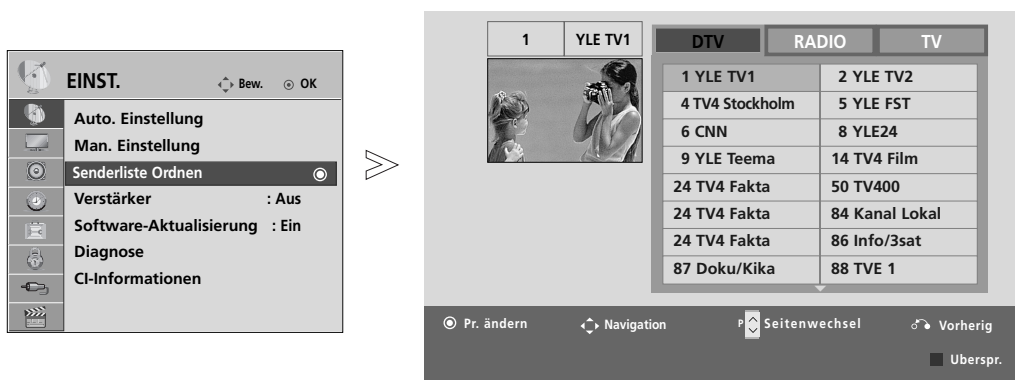 EINST. Bew. OK
Auto. Einstellung
Man. Einstellung
Senderliste Ordnen
Verstärker : Aus
Software-Aktualisierung : Ein
Diagnose
CI-Informationen
1 YLE TV1
DTV RADIO TV
1 YLE TV1 2 YLE TV2
4 TV4 Stockholm 5 YLE FST
6 CNN 8 YLE24
9 YLE Teema 14 TV4 Film
24 TV4 Fakta 50 TV400
24 TV4 Fakta 84 Kanal Lokal
24 TV4 Fakta 86 Info/3sat
87 Doku/Kika 88 TVE 1
Pr. ändern Navigation P Seitenwechsel Vorherig
Uberspr.